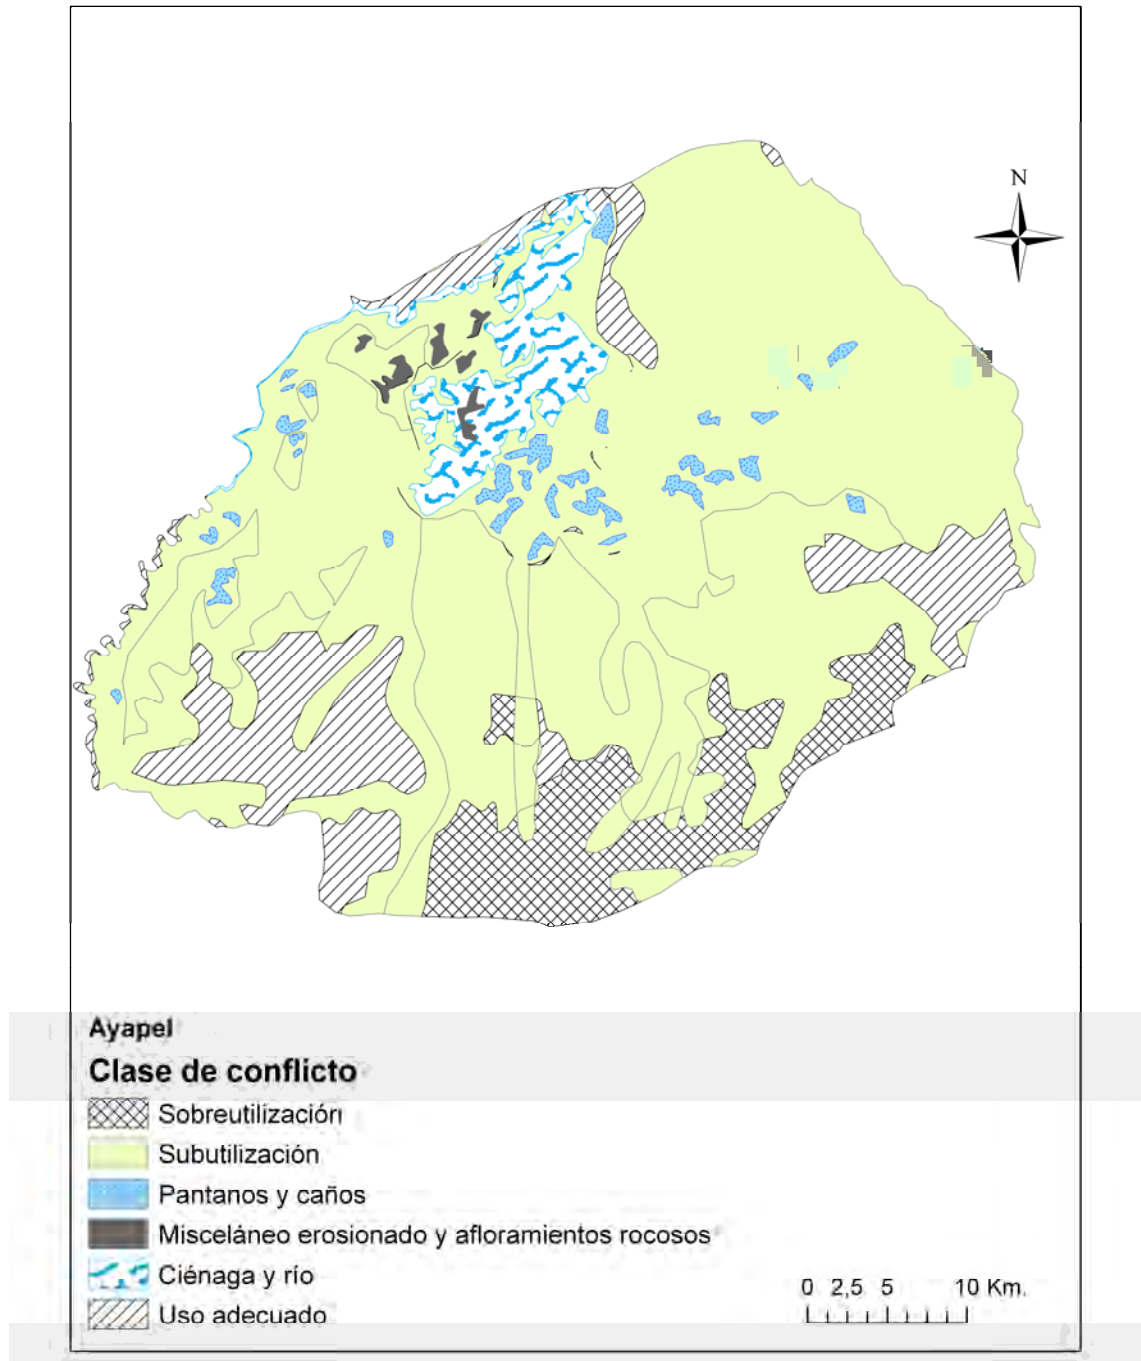 N
Ayapel
Clase de conflicto
Sobreutilización
Subutilización
Pantanos y caños
Misceláneo erosionado y afloramientos rocosos
Ciénaga y río
Uso adecuado
0 2,5 5 10 Km.